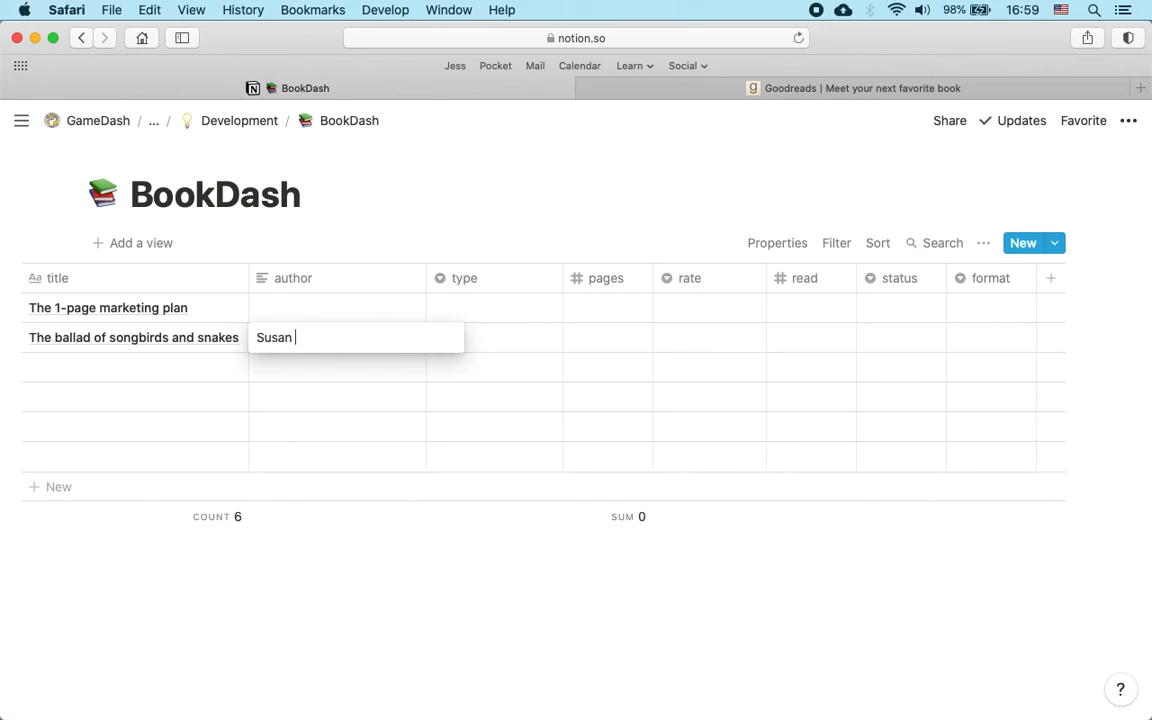 Safari File Edit View History Bookmarks Develop Window Help 98% 16:59
notion.so
Jess Pocket Mail Calendar Learn Social
BookDash
g Goodreads | Meet your next favorite book
GameDash / ... / Development / BookDash
Share Updates Favorite •••
BookDash
+ Add a view
Properties Filter Sort Search ••• New
Aa title author type # pages rate # read status format +
The 1-page marketing plan
The ballad of songbirds and snakes Susan
+ New
COUNT 6 SUM 0
?